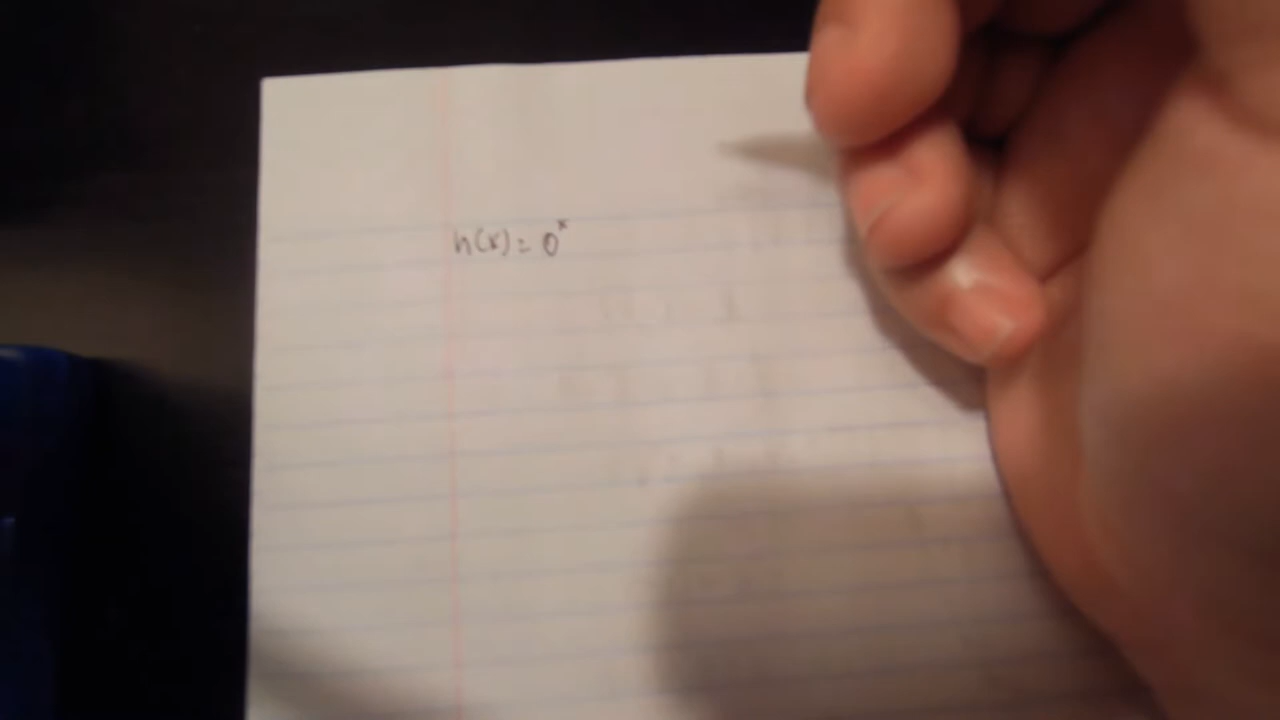 h(x) = 0^x